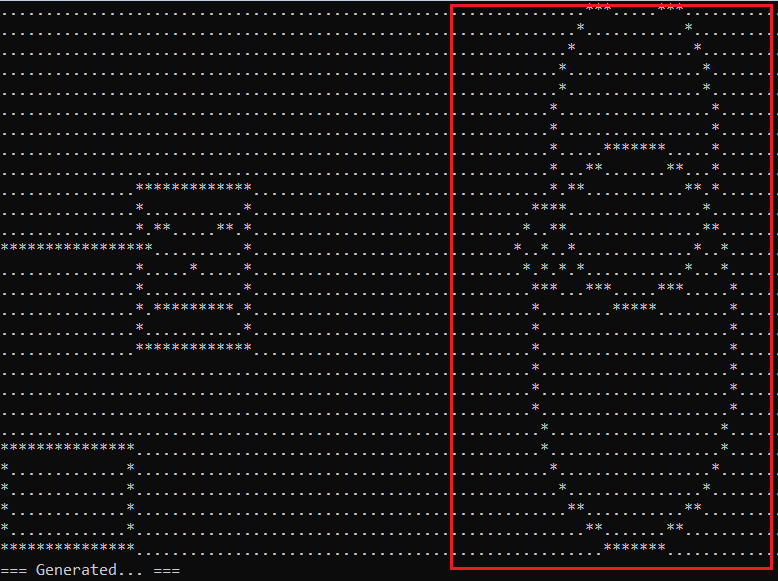 === Generated... ===